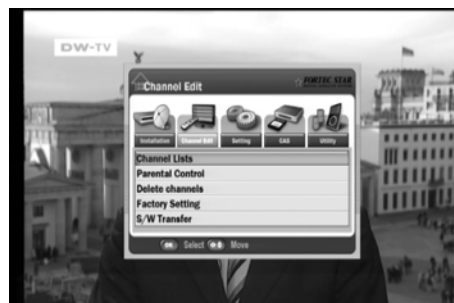 DW-TV
Channel Edit
FORTEC STAR
Installation Channel Edit Setting CAS Utility
Channel Lists
Parental Control
Delete channels
Factory Setting
S/W Transfer
OK Select Move